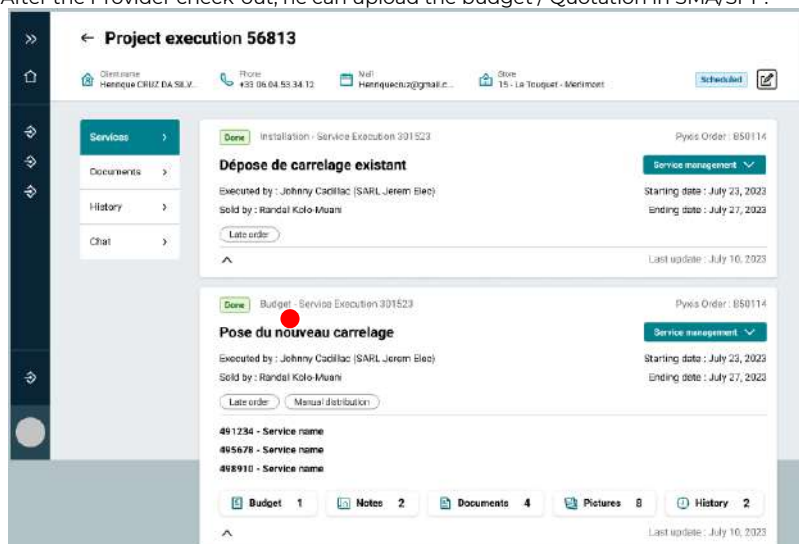 After the Provider check-out, he can upload the budget / Quotation in SMA/SPP:
← Project execution 56813
Client name
Henrique CRUZ DA SILV...
Phone
+33 06.04.53.34.12
Mail
Henriquecruz@gmail.c...
Store
15 - Le Touquet - Merlimont
Scheduled
Services
Documents
History
Chat
Done Installation - Service Execution 301523
Pyxis Order : 850114
Dépose de carrelage existant
Service management
Executed by : Johnny Cadillac (SARL Jerem Elec)
Starting date : July 23, 2023
Sold by : Randal Kolo-Muani
Ending date : July 27, 2023
Late order
Last update : July 10, 2023
Done Budget - Service Execution 301523
Pyxis Order : 850114
Pose du nouveau carrelage
Service management
Executed by : Johnny Cadillac (SARL Jerem Elec)
Starting date : July 23, 2023
Sold by : Randal Kolo-Muani
Ending date : July 27, 2023
Late order Manual distribution
491234 - Service name
495678 - Service name
498910 - Service name
Budget 1 Notes 2 Documents 4 Pictures 8 History 2
Last update : July 10, 2023